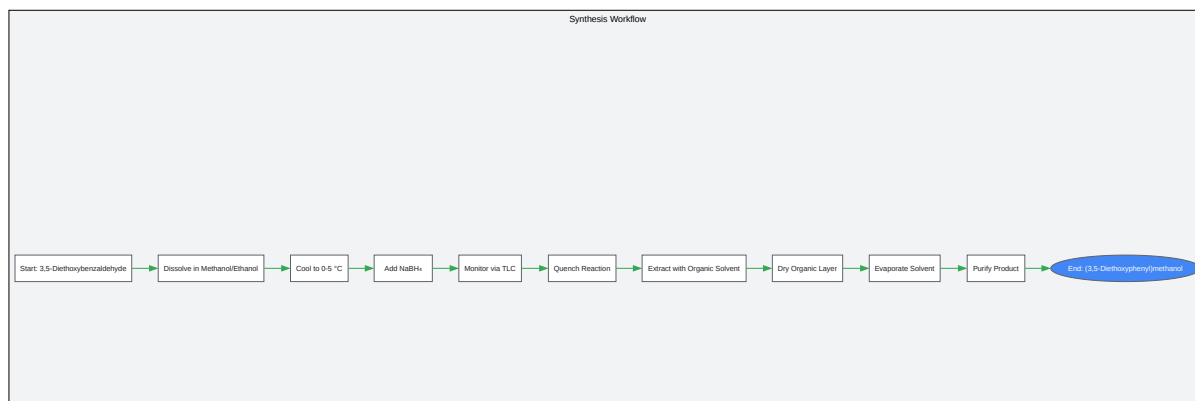 Synthesis Workflow
Start: 3,5-Diethoxybenzaldehyde
Dissolve in Methanol/Ethanol
Cool to 0-5 °C
Add NaBH₄
Monitor via TLC
Quench Reaction
Extract with Organic Solvent
Dry Organic Layer
Evaporate Solvent
Purify Product
End: (3,5-Diethoxyphenyl)methanol